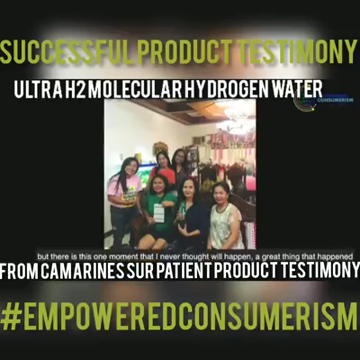 SUCCESSFUL PRODUCT TESTIMONY
ULTRA H2 MOLECULAR HYDROGEN WATER
CONSUMERISM
but there is this one moment that I never thought will happen, a great thing that happened
FROM CAMARINES SUR PATIENT PRODUCT TESTIMONY
#EMPOWEREDCONSUMERISM